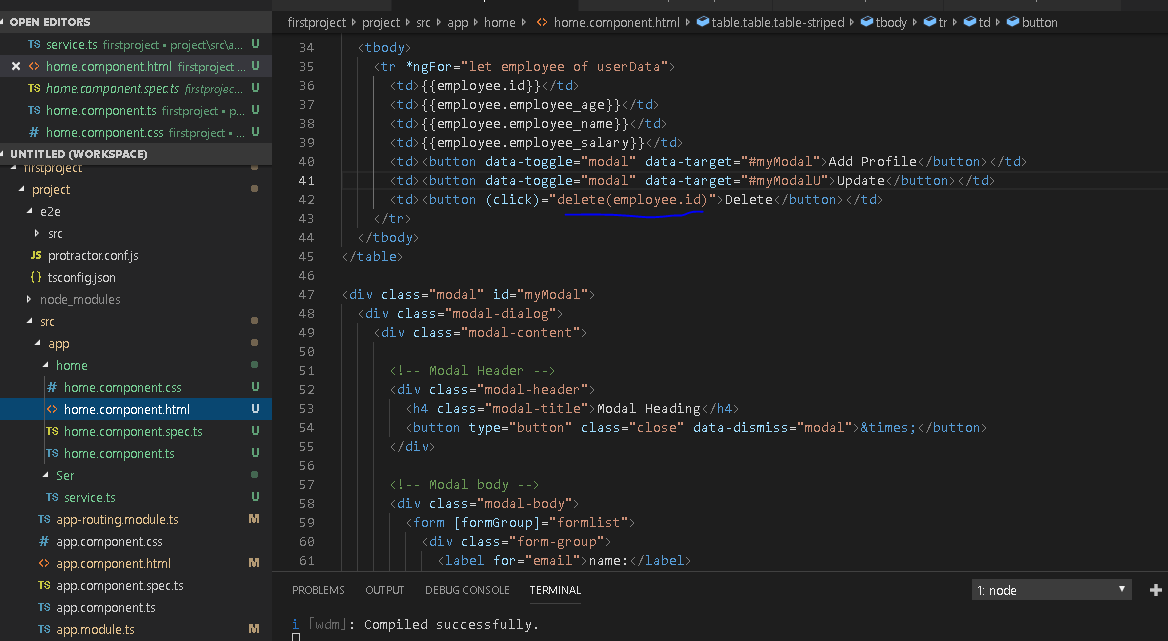 OPEN EDITORS
TS service.ts firstproject • project\src\a... U
× <> home.component.html firstproject ... U
TS home.component.spec.ts firstprojec... U
TS home.component.ts firstproject • p... U
# home.component.css firstproject • ... U
UNTITLED (WORKSPACE)
firstproject
project
e2e
src
JS protractor.conf.js
{} tsconfig.json
node_modules
src
app
home
# home.component.css U
<> home.component.html U
TS home.component.spec.ts U
TS home.component.ts U
Ser
TS service.ts U
TS app-routing.module.ts M
# app.component.css
<> app.component.html M
TS app.component.spec.ts
TS app.component.ts
TS app.module.ts M
firstproject ▸ project ▸ src ▸ app ▸ home ▸ <> home.component.html ▸ table.table.table-striped ▸ tbody ▸ tr ▸ td ▸ button
34 <tbody>
35 <tr *ngFor="let employee of userData">
36 <td>{{employee.id}}</td>
37 <td>{{employee.employee_age}}</td>
38 <td>{{employee.employee_name}}</td>
39 <td>{{employee.employee_salary}}</td>
40 <td><button data-toggle="modal" data-target="#myModal">Add Profile</button></td>
41 <td><button data-toggle="modal" data-target="#myModalU">Update</button></td>
42 <td><button (click)="delete(employee.id)">Delete</button></td>
43 </tr>
44 </tbody>
45 </table>
46
47 <div class="modal" id="myModal">
48 <div class="modal-dialog">
49 <div class="modal-content">
50
51 <!-- Modal Header -->
52 <div class="modal-header">
53 <h4 class="modal-title">Modal Heading</h4>
54 <button type="button" class="close" data-dismiss="modal">&times;</button>
55 </div>
56
57 <!-- Modal body -->
58 <div class="modal-body">
59 <form [formGroup]="formlist">
60 <div class="form-group">
61 <label for="email">name:</label>
PROBLEMS OUTPUT DEBUG CONSOLE TERMINAL 1: node
i ｢wdm｣: Compiled successfully.